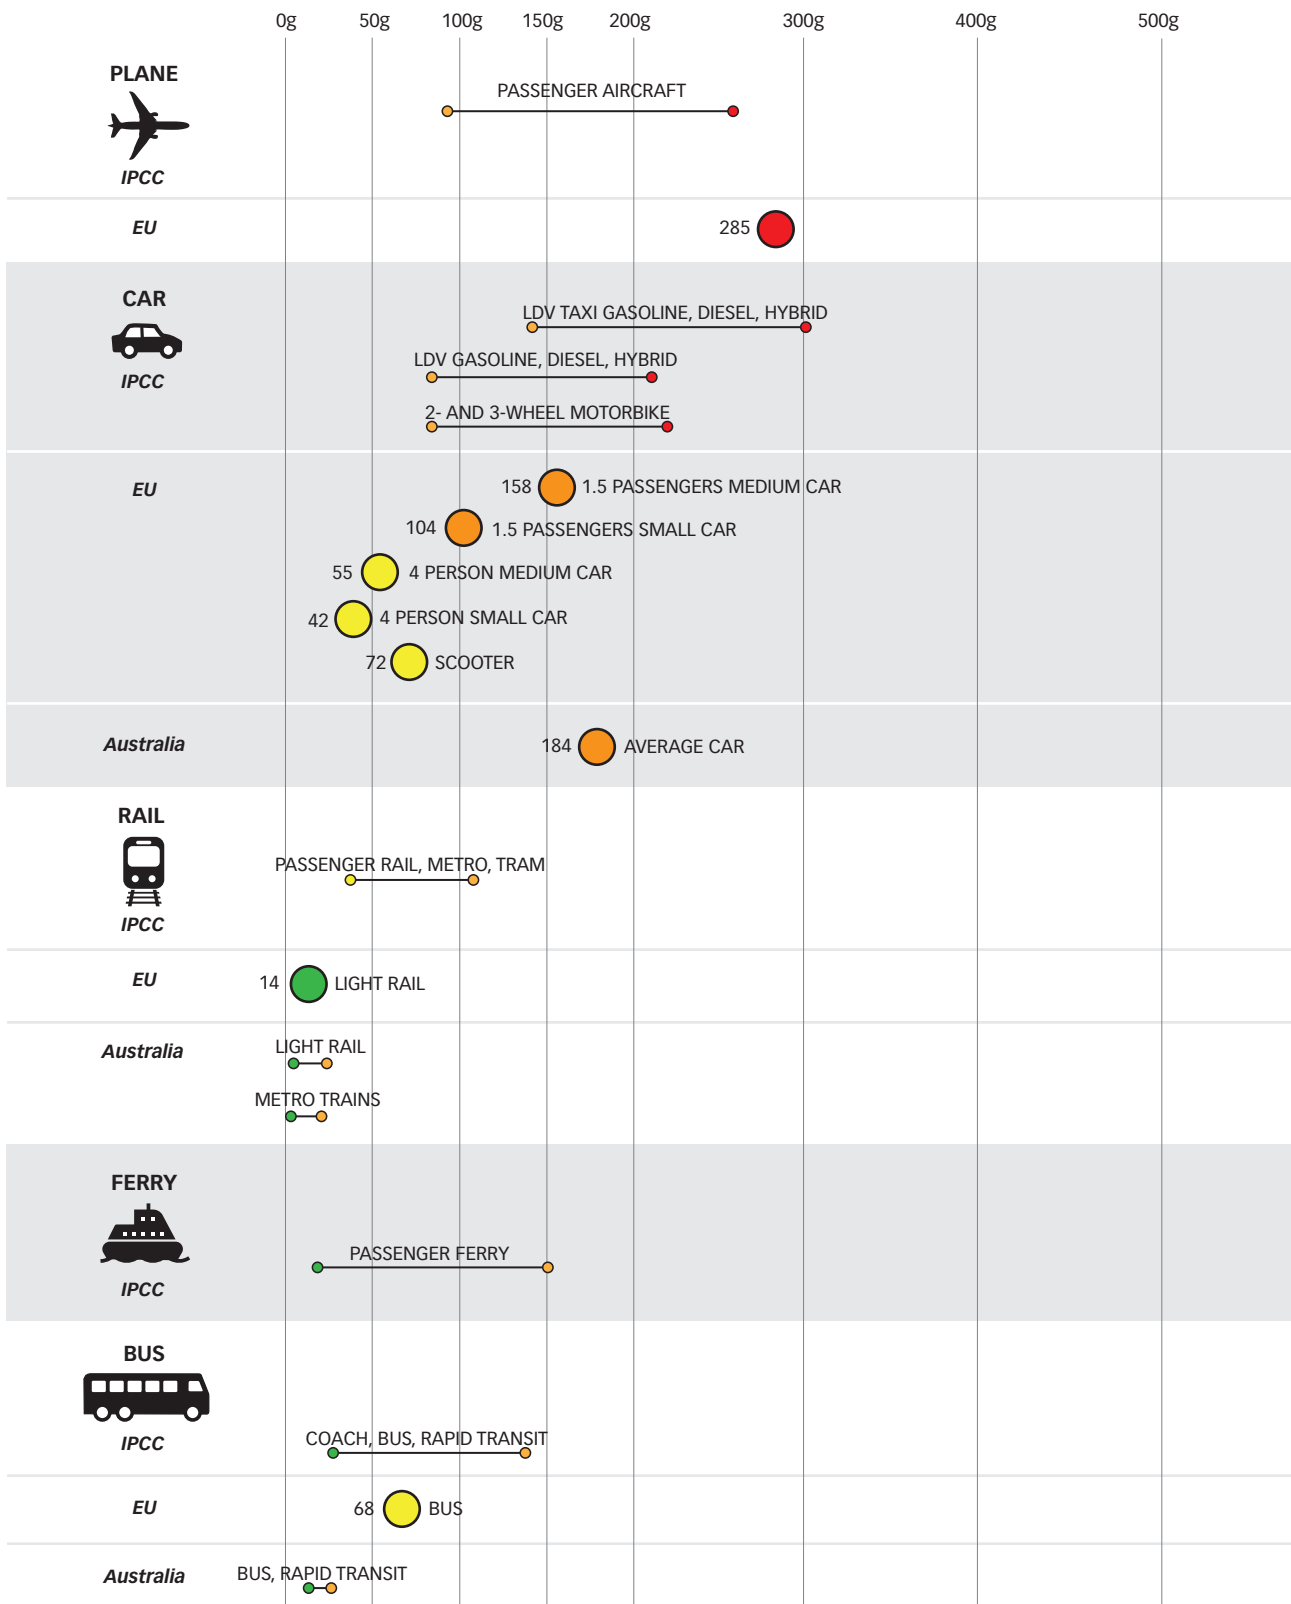 0g 50g 100g 150g 200g 300g 400g 500g
PLANE
PASSENGER AIRCRAFT
IPCC
EU
285
CAR
LDV TAXI GASOLINE, DIESEL, HYBRID
LDV GASOLINE, DIESEL, HYBRID
IPCC
2- AND 3-WHEEL MOTORBIKE
EU
158 1.5 PASSENGERS MEDIUM CAR
104 1.5 PASSENGERS SMALL CAR
55 4 PERSON MEDIUM CAR
42 4 PERSON SMALL CAR
72 SCOOTER
Australia
184 AVERAGE CAR
RAIL
PASSENGER RAIL, METRO, TRAM
IPCC
EU
14 LIGHT RAIL
Australia
LIGHT RAIL
METRO TRAINS
FERRY
PASSENGER FERRY
IPCC
BUS
COACH, BUS, RAPID TRANSIT
IPCC
EU
68 BUS
Australia
BUS, RAPID TRANSIT